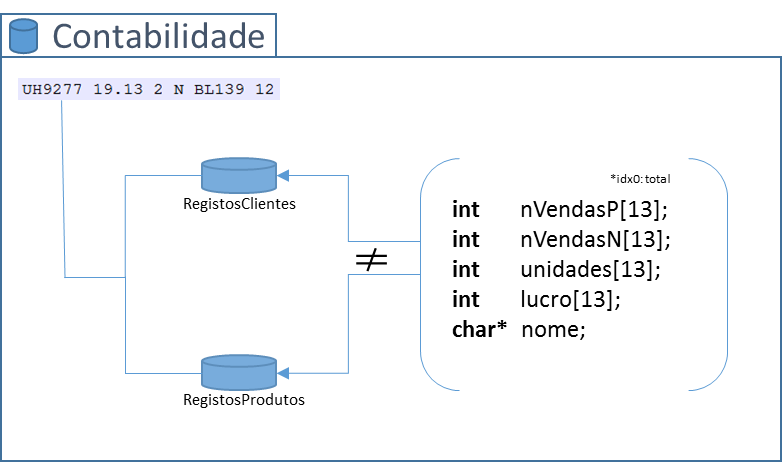 Contabilidade
UH9277 19.13 2 N BL139 12
RegistosClientes
≠
RegistosProdutos
*idx0: total
int nVendasP[13];
int nVendasN[13];
int unidades[13];
int lucro[13];
char* nome;